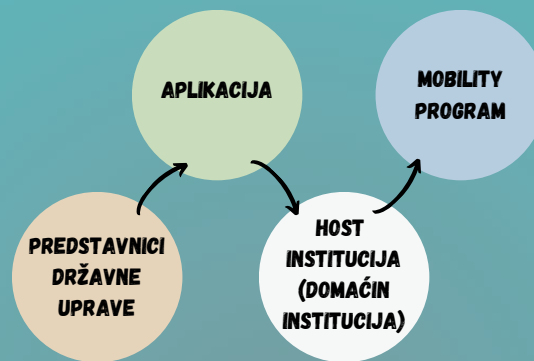 PREDSTAVNICI
DRŽAVNE
UPRAVE
APLIKACIJA
HOST
INSTITUCIJA
(DOMAĆIN
INSTITUCIJA)
MOBILITY
PROGRAM